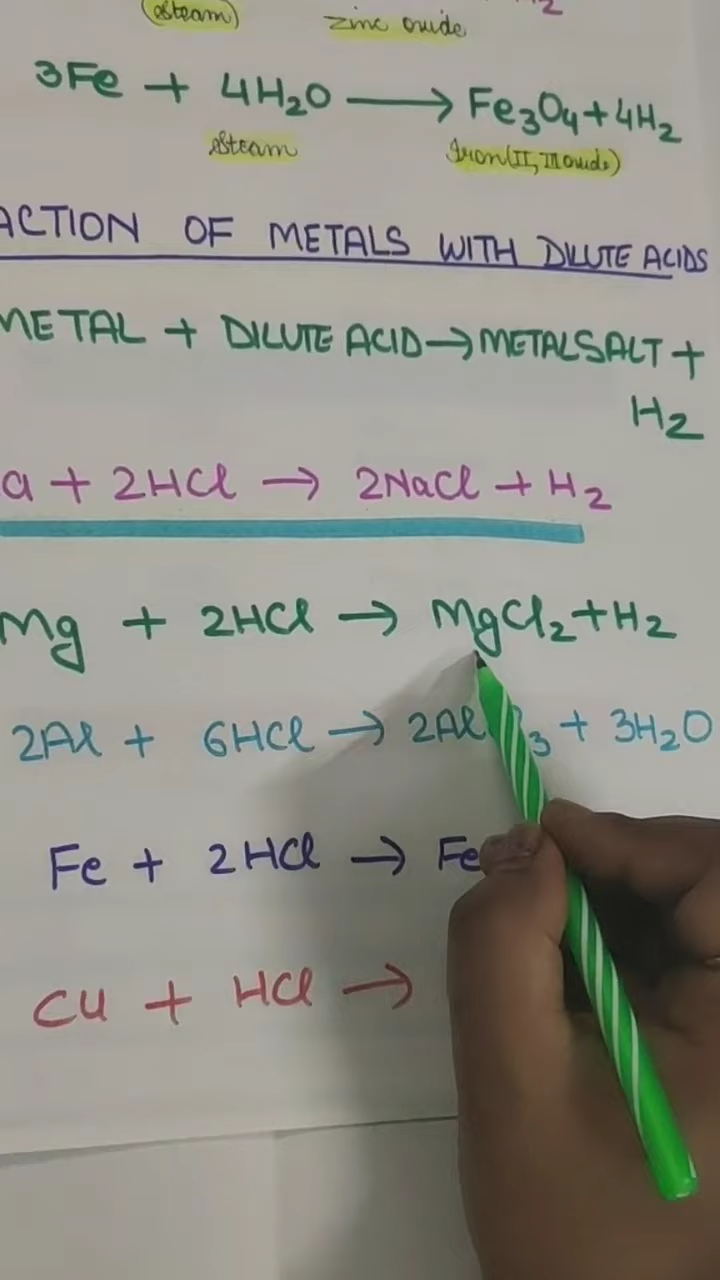 (steam) zinc oxide 2
3Fe + 4H₂O ⟶ Fe₃O₄ + 4H₂
Steam Iron (II, III oxide)
ACTION OF METALS WITH DILUTE ACIDS
METAL + DILUTE ACID → METALSALT +
H₂
a + 2HCl → 2NaCl + H₂
Mg + 2HCl → MgCl₂ + H₂
2Al + 6HCl → 2Al 3 + 3H₂O
Fe + 2HCl → Fe
Cu + HCl →